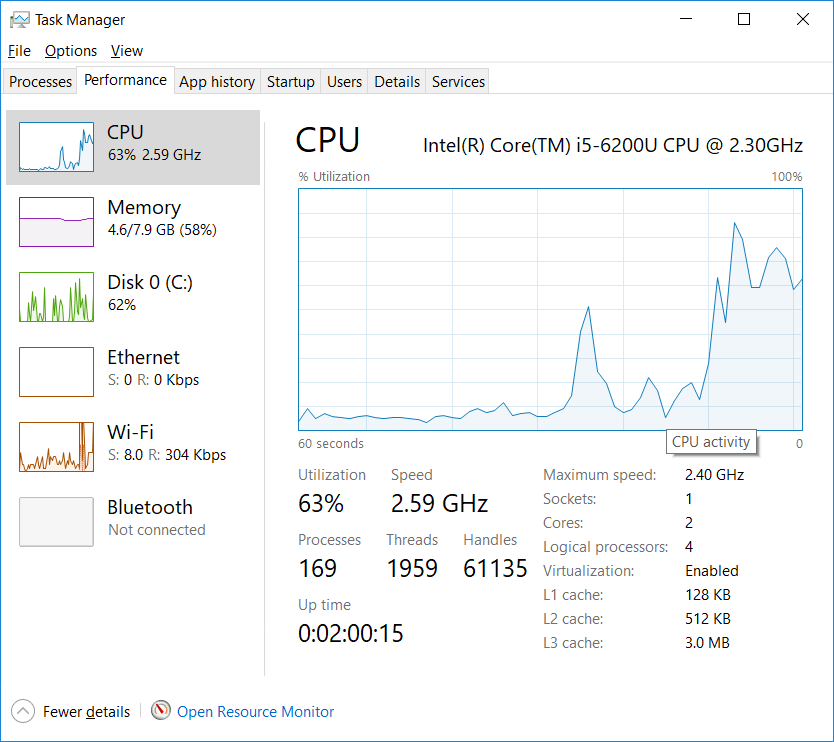 Task Manager
File Options View
Processes Performance App history Startup Users Details Services
CPU
63% 2.59 GHz
Memory
4.6/7.9 GB (58%)
Disk 0 (C:)
62%
Ethernet
S: 0 R: 0 Kbps
Wi-Fi
S: 8.0 R: 304 Kbps
Bluetooth
Not connected
CPU Intel(R) Core(TM) i5-6200U CPU @ 2.30GHz
% Utilization 100%
60 seconds 0
CPU activity
Utilization Speed
63% 2.59 GHz
Processes Threads Handles
169 1959 61135
Up time
0:02:00:15
Maximum speed: 2.40 GHz
Sockets: 1
Cores: 2
Logical processors: 4
Virtualization: Enabled
L1 cache: 128 KB
L2 cache: 512 KB
L3 cache: 3.0 MB
Fewer details Open Resource Monitor